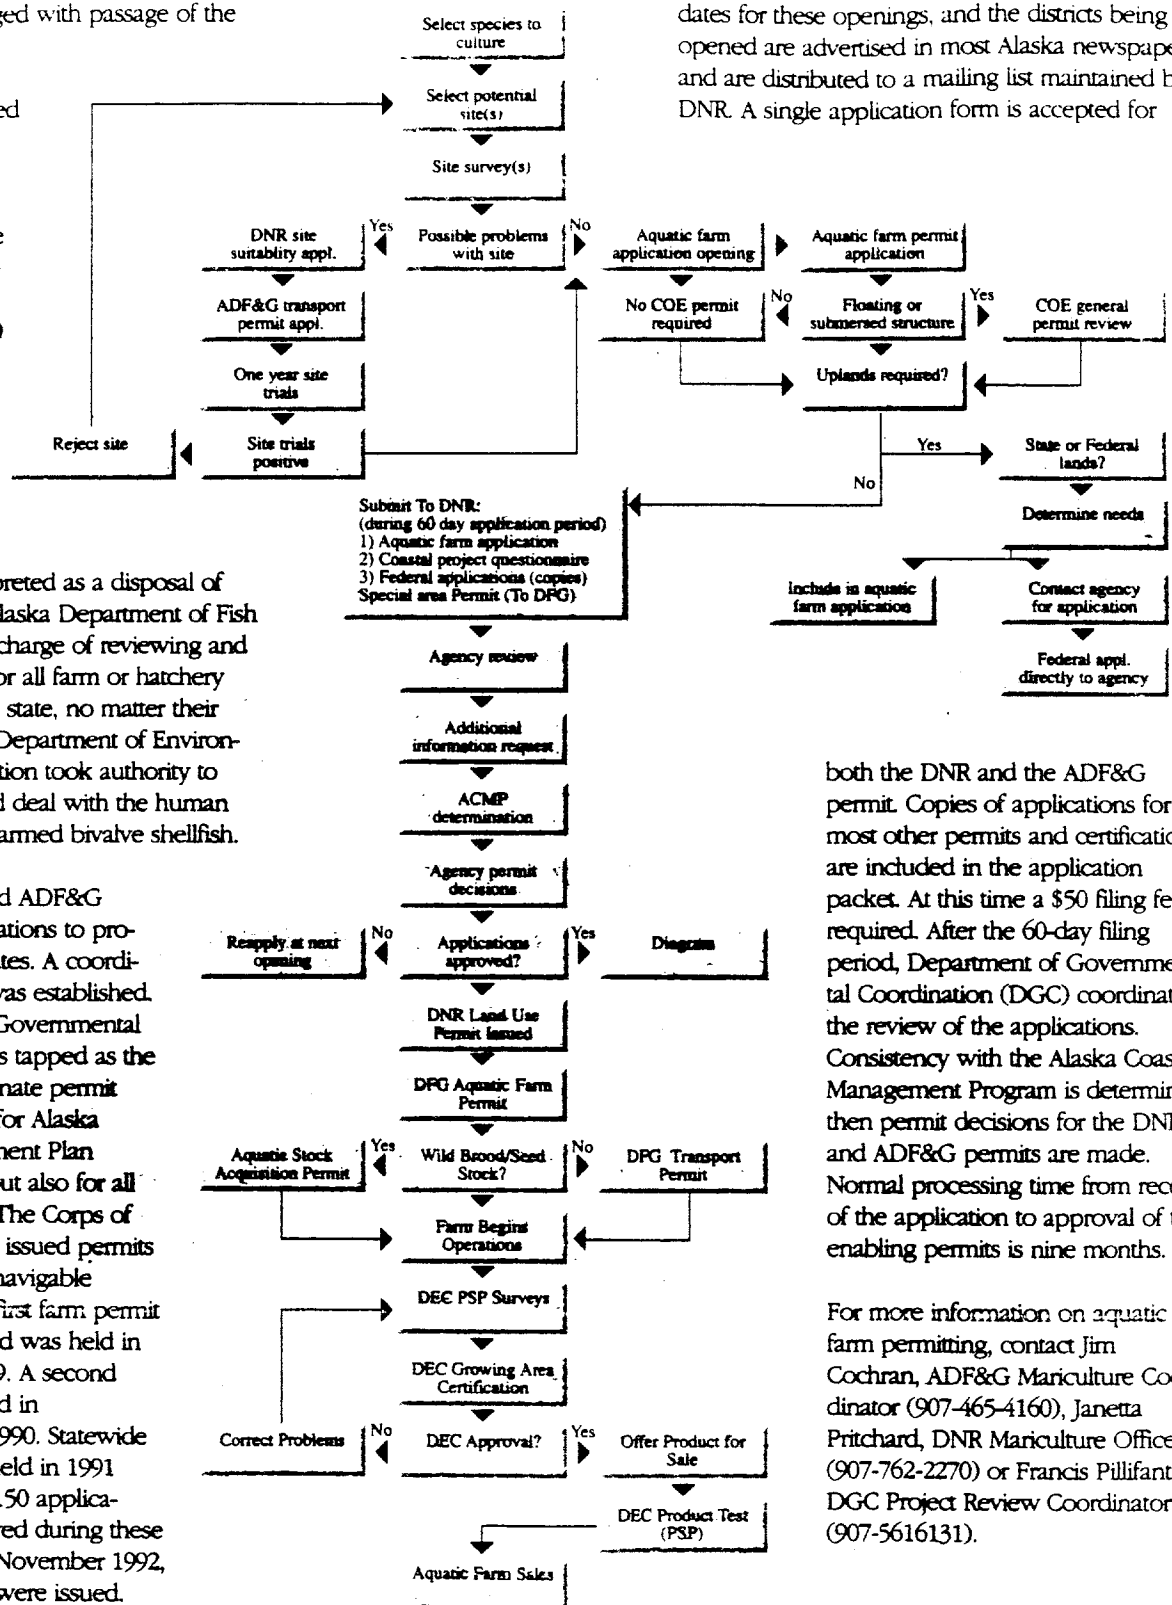 ged with passage of the
ed
e
)
preted as a disposal of
laska Department of Fish
charge of reviewing and
or all farm or hatchery
state, no matter their
Department of Environ-
tion took authority to
d deal with the human
armed bivalve shellfish.
d ADF&G
ations to pro-
tes. A coordi-
was established.
Governmental
s tapped as the
nate permit
for Alaska
ment Plan
out also for all
The Corps of
issued permits
navigable
first farm permit
d was held in
9. A second
d in
990. Statewide
eld in 1991
.50 applica-
red during these
November 1992,
were issued.
Select species to
culture
Select potential
site(s)
Site survey(s)
Possible problems
with site
Yes
No
DNR site
suitablity appl.
ADF&G transport
permit appl.
One year site
trials
Site trials
positive
Reject site
Aquatic farm
application opening
Aquatic farm permit
application
No COE permit
required
No
Floating or
submersed structure
Yes
COE general
permit review
Uplands required?
Yes
No
State or Federal
lands?
Determine needs
Include in aquatic
farm application
Contact agency
for application
Federal appl.
directly to agency
Submit To DNR:
(during 60 day application period)
1) Aquatic farm application
2) Coastal project questionnaire
3) Federal applications (copies)
Special area Permit (To DFG)
Agency review
Additional
information request
ACMP
determination
Agency permit
decisions
Reapply at next
opening
No
Applications
approved?
Yes
Diagram
DNR Land Use
Permit Issued
DFG Aquatic Farm
Permit
Aquatic Stock
Acquisition Permit
Yes
Wild Brood/Seed
Stock?
No
DFG Transport
Permit
Farm Begins
Operations
DEC PSP Surveys
DEC Growing Area
Certification
Correct Problems
No
DEC Approval?
Yes
Offer Product for
Sale
DEC Product Test
(PSP)
Aquatic Farm Sales
dates for these openings, and the districts being
opened are advertised in most Alaska newspape
and are distributed to a mailing list maintained b
DNR. A single application form is accepted for
both the DNR and the ADF&G
permit. Copies of applications for
most other permits and certificatio
are included in the application
packet. At this time a $50 filing fe
required. After the 60-day filing
period, Department of Governme
tal Coordination (DGC) coordinat
the review of the applications.
Consistency with the Alaska Coas
Management Program is determin
then permit decisions for the DNR
and ADF&G permits are made.
Normal processing time from rece
of the application to approval of t
enabling permits is nine months.
For more information on aquatic
farm permitting, contact Jim
Cochran, ADF&G Mariculture Co
dinator (907-465-4160), Janetta
Pritchard, DNR Mariculture Office
(907-762-2270) or Francis Pillifant
DGC Project Review Coordinator
(907-5616131).